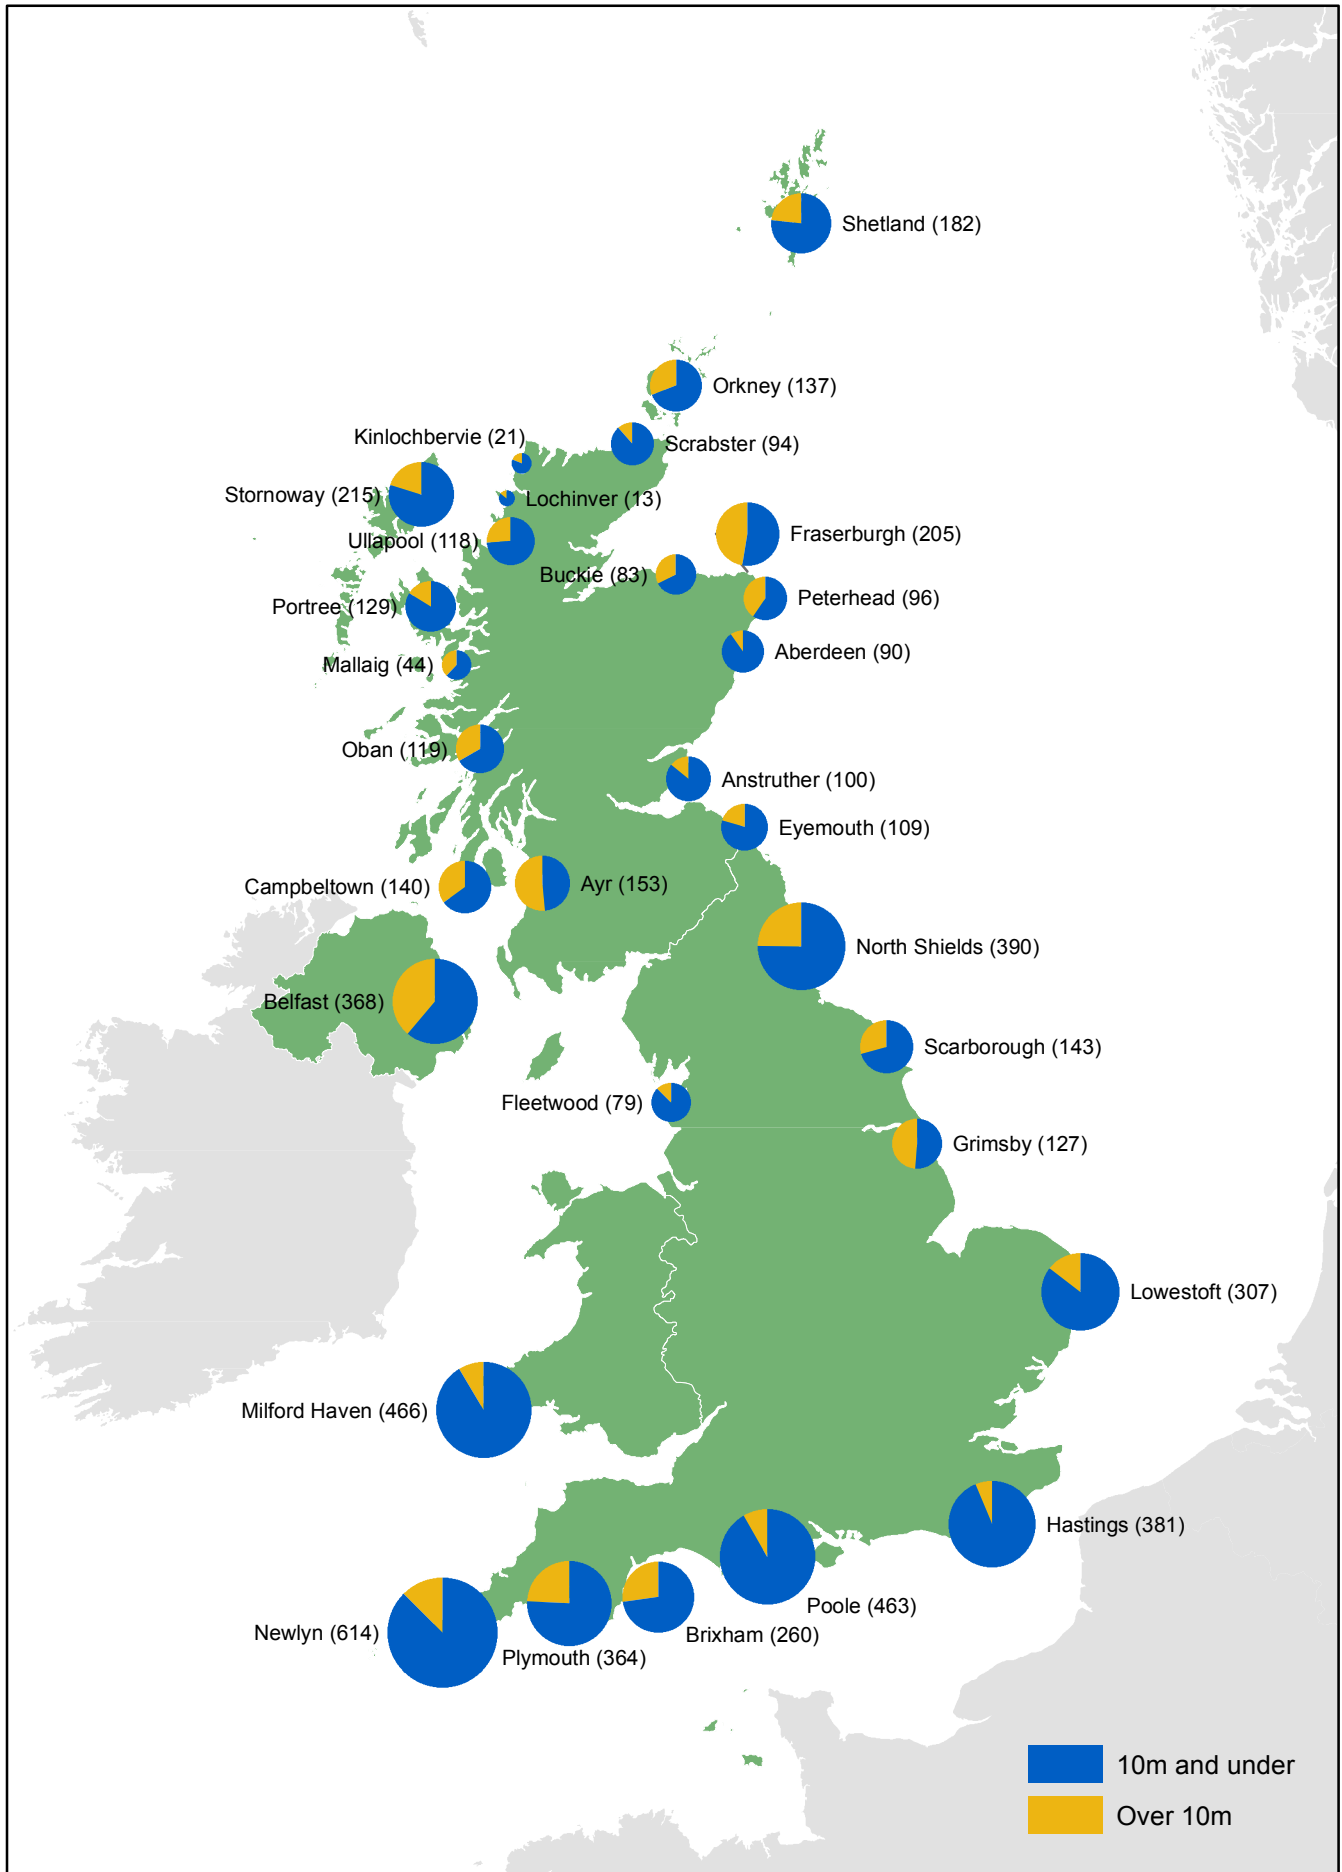 Shetland (182)
Orkney (137)
Kinlochbervie (21)
Scrabster (94)
Stornoway (215)
Lochinver (13)
Fraserburgh (205)
Ullapool (118)
Buckie (83)
Peterhead (96)
Portree (129)
Aberdeen (90)
Mallaig (44)
Oban (119)
Anstruther (100)
Eyemouth (109)
Campbeltown (140)
Ayr (153)
North Shields (390)
Belfast (368)
Scarborough (143)
Fleetwood (79)
Grimsby (127)
Lowestoft (307)
Milford Haven (466)
Hastings (381)
Poole (463)
Newlyn (614)
Brixham (260)
Plymouth (364)
10m and under
Over 10m